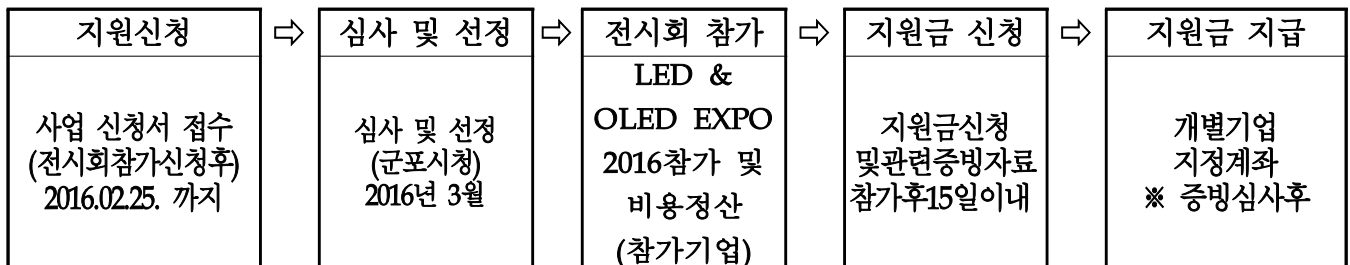 지원신청
⇨
심사 및 선정
⇨
전시회 참가
⇨
지원금 신청
⇨
지원금 지급
사업 신청서 접수
(전시회참가신청후)
2016.02.25. 까지
심사 및 선정
(군포시청)
2016년 3월
LED &
OLED EXPO
2016참가 및
비용정산
(참가기업)
지원금신청
및관련증빙자료
참가후15일이내
개별기업
지정계좌
※ 증빙심사후